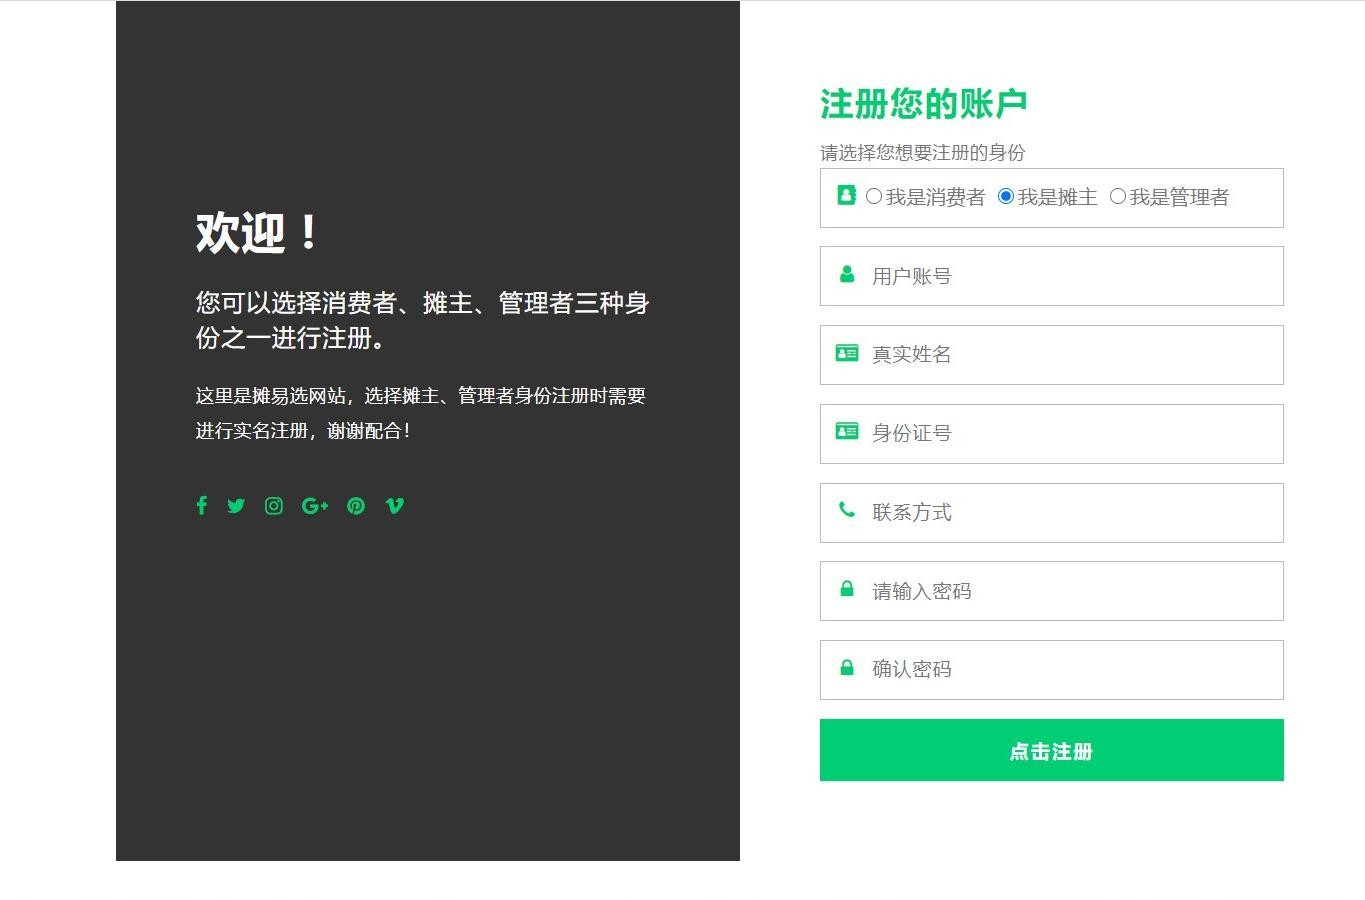 欢迎！
您可以选择消费者、摊主、管理者三种身
份之一进行注册。
这里是摊易选网站，选择摊主、管理者身份注册时需要
进行实名注册，谢谢配合！
注册您的账户
请选择您想要注册的身份
我是消费者 我是摊主 我是管理者
用户账号
真实姓名
身份证号
联系方式
请输入密码
确认密码
点击注册